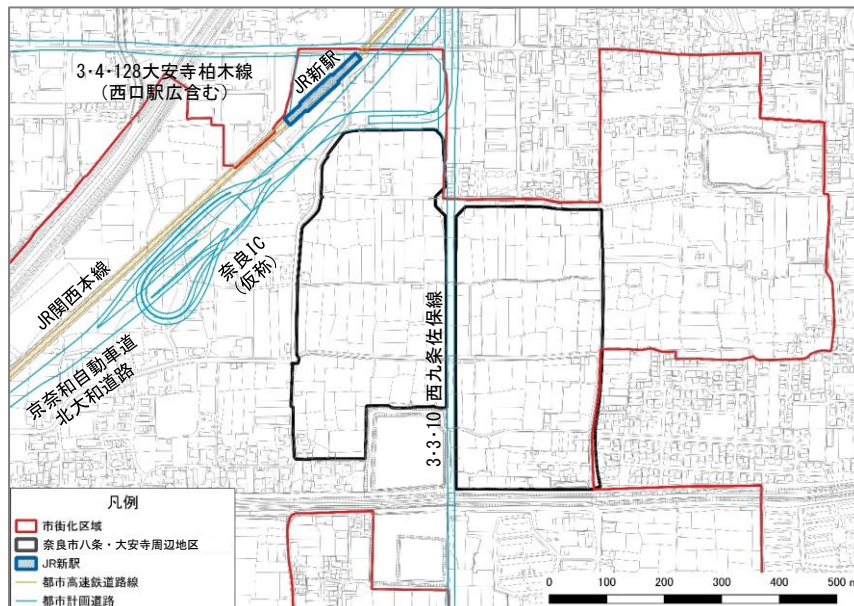 3・4・128大安寺柏木線
（西口駅広含む）
JR新駅
奈良IC
（仮称）
JR関西本線
京奈和自動車道
北大和道路
3・3・10 西九条佐保線
凡例
市街化区域
奈良市八条・大安寺周辺地区
JR新駅
都市高速鉄道路線
都市計画道路
0 100 200 300 400 500 m